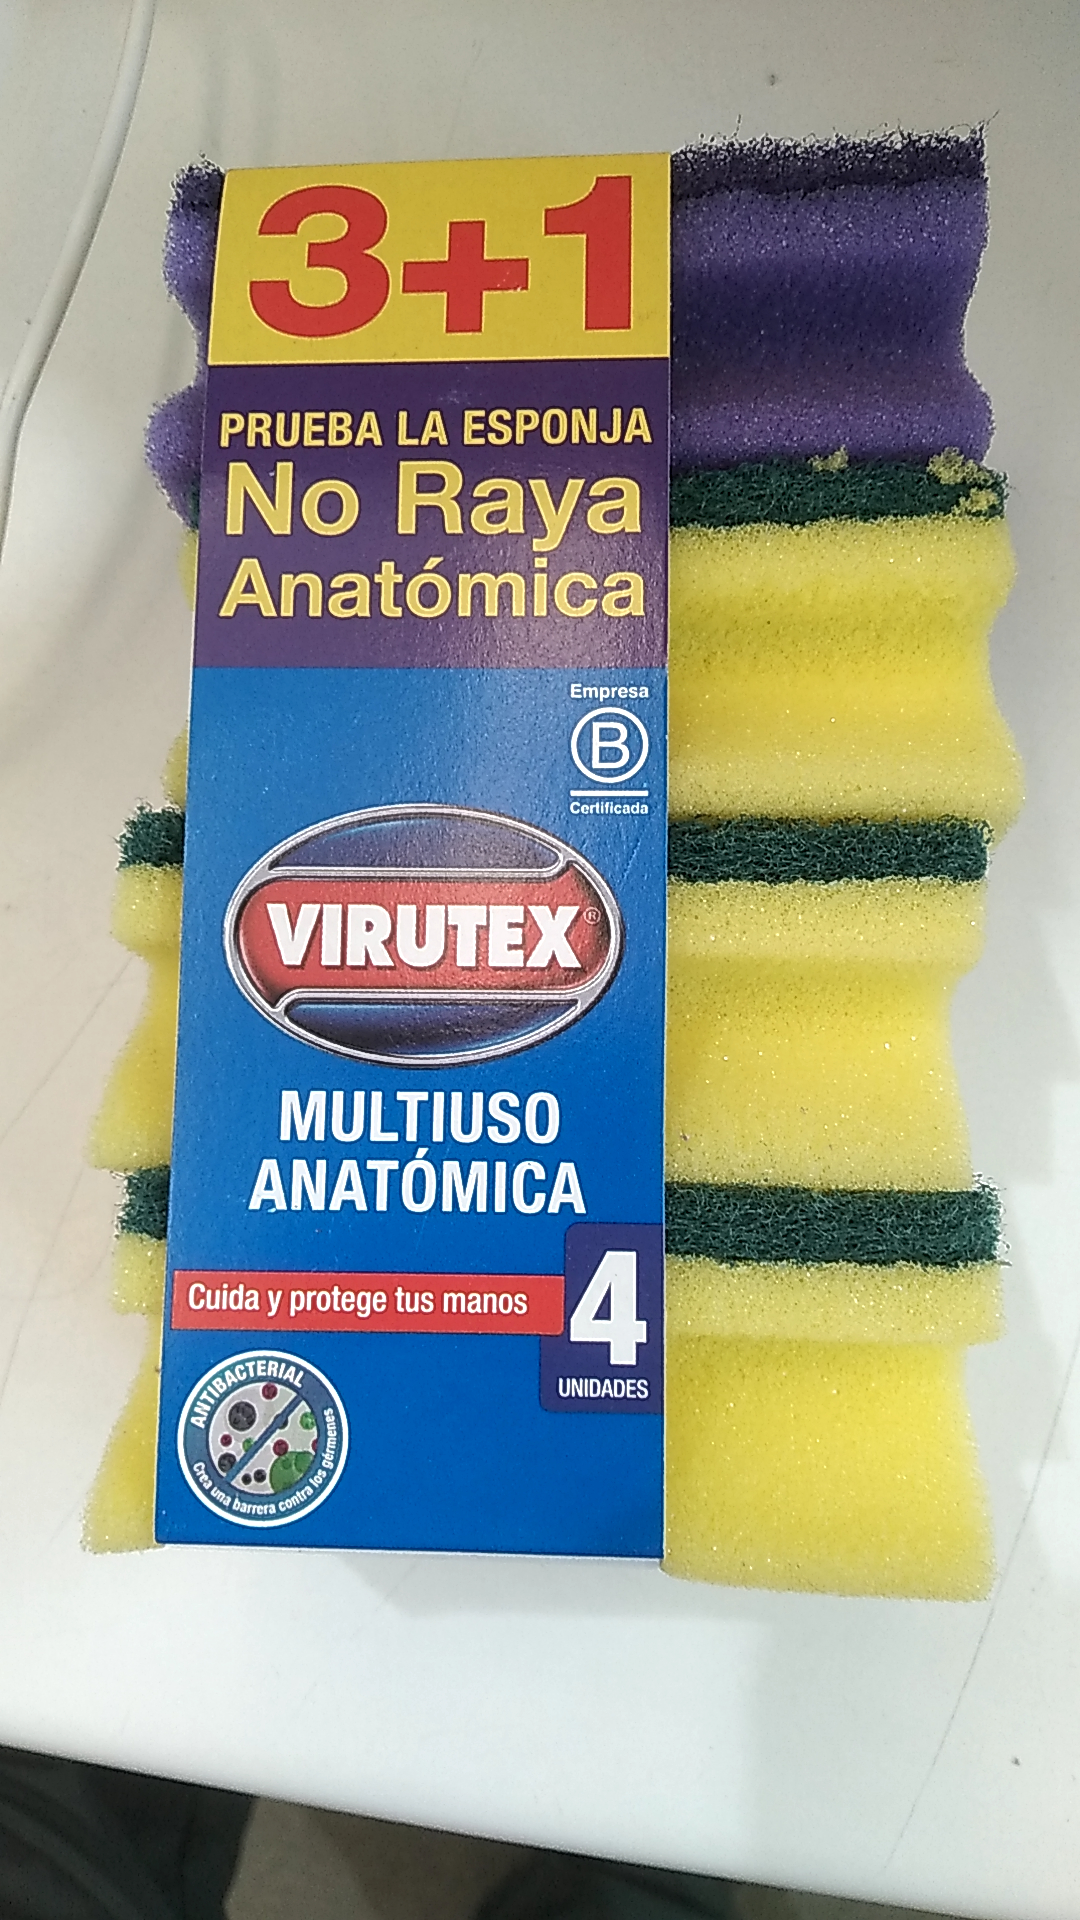 3+1
PRUEBA LA ESPONJA
No Raya
Anatómica
Empresa
B
Certificada
VIRUTEX®
MULTIUSO
ANATÓMICA
Cuida y protege tus manos
4
UNIDADES
ANTIBACTERIAL
Crea una barrera contra los gérmenes